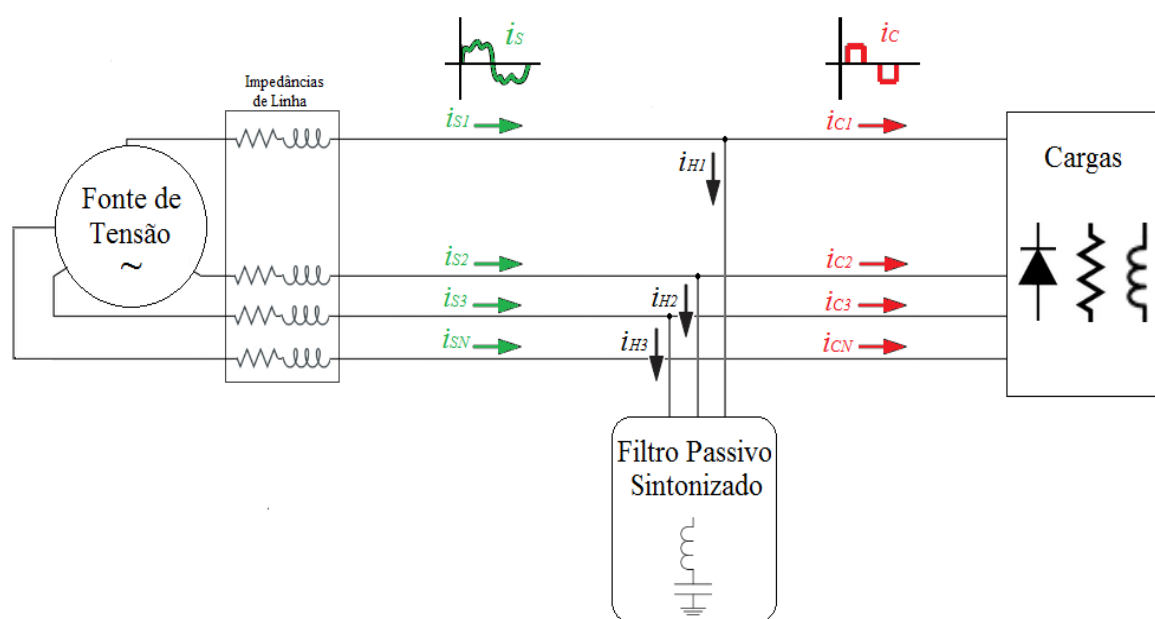 iS
iC
Impedâncias
de Linha
iS1
iC1
Fonte de
Tensão
~
iH1
Cargas
iS2
iC2
iS3
iH2
iC3
iSN
iH3
iCN
Filtro Passivo
Sintonizado